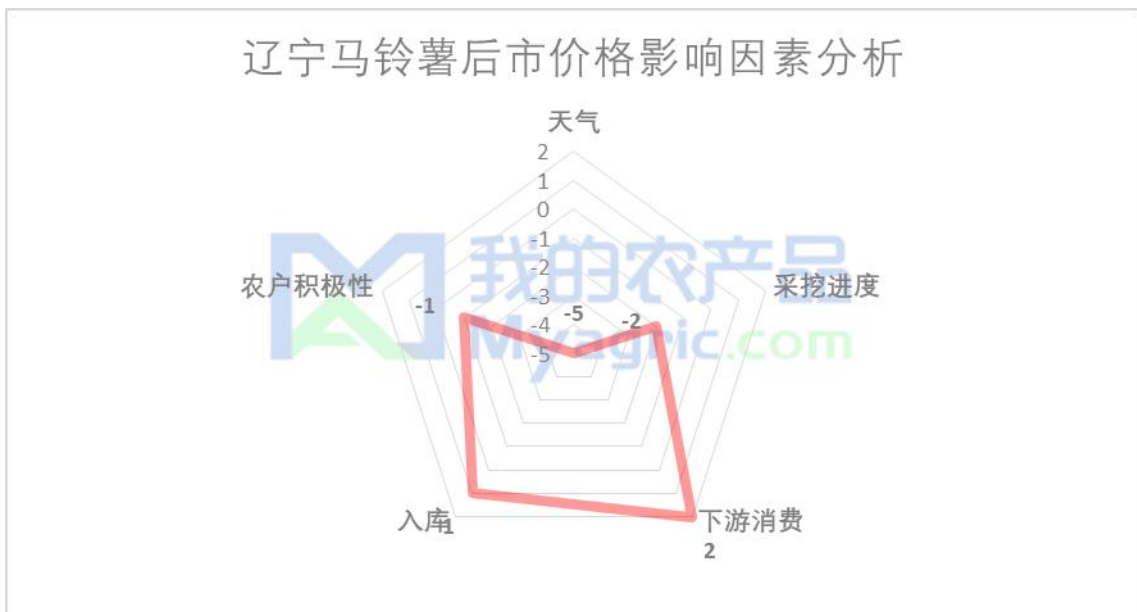 辽宁马铃薯后市价格影响因素分析
天气
2
1
0
-1
-2
-3
-4
-5
-5
-2
-1
农户积极性
采挖进度
我的农产品
Myagric.com
入库
1
下游消费
2